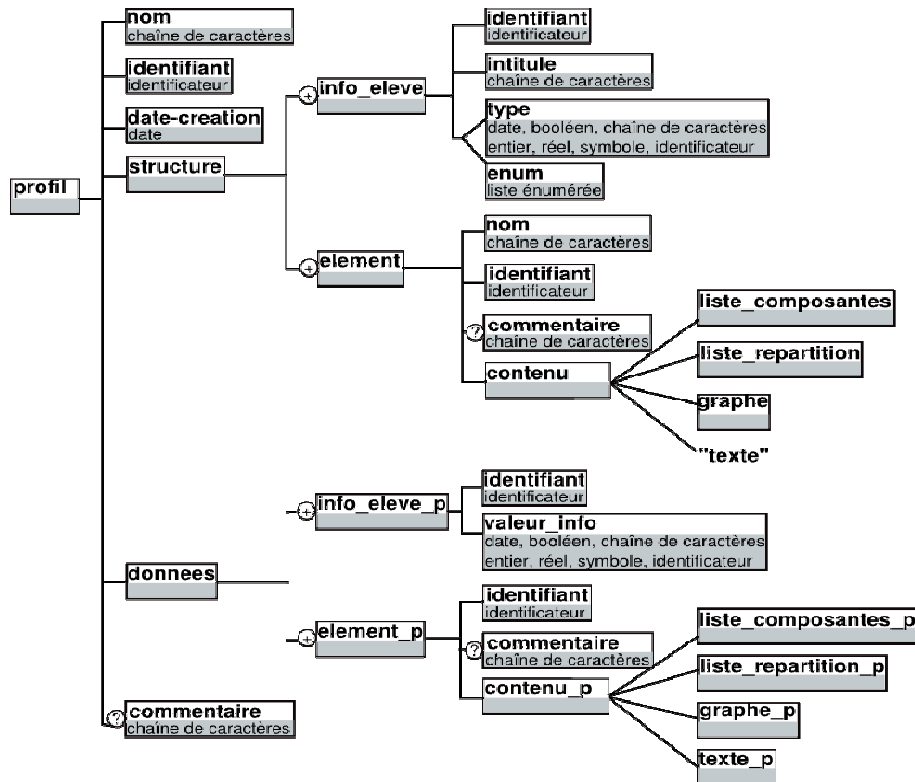 profil
nom
chaîne de caractères
identifiant
identificateur
date-creation
date
structure
+
info_eleve
identifiant
identificateur
intitule
chaîne de caractères
type
date, booléen, chaîne de caractères
entier, réel, symbole, identificateur
enum
liste énumérée
+
element
nom
chaîne de caractères
identifiant
identificateur
?
commentaire
chaîne de caractères
contenu
liste_composantes
liste_repartition
graphe
"texte"
donnees
+
info_eleve_p
identifiant
identificateur
valeur_info
date, booléen, chaîne de caractères
entier, réel, symbole, identificateur
+
element_p
identifiant
identificateur
?
commentaire
chaîne de caractères
contenu_p
liste_composantes_p
liste_repartition_p
graphe_p
texte_p
?
commentaire
chaîne de caractères